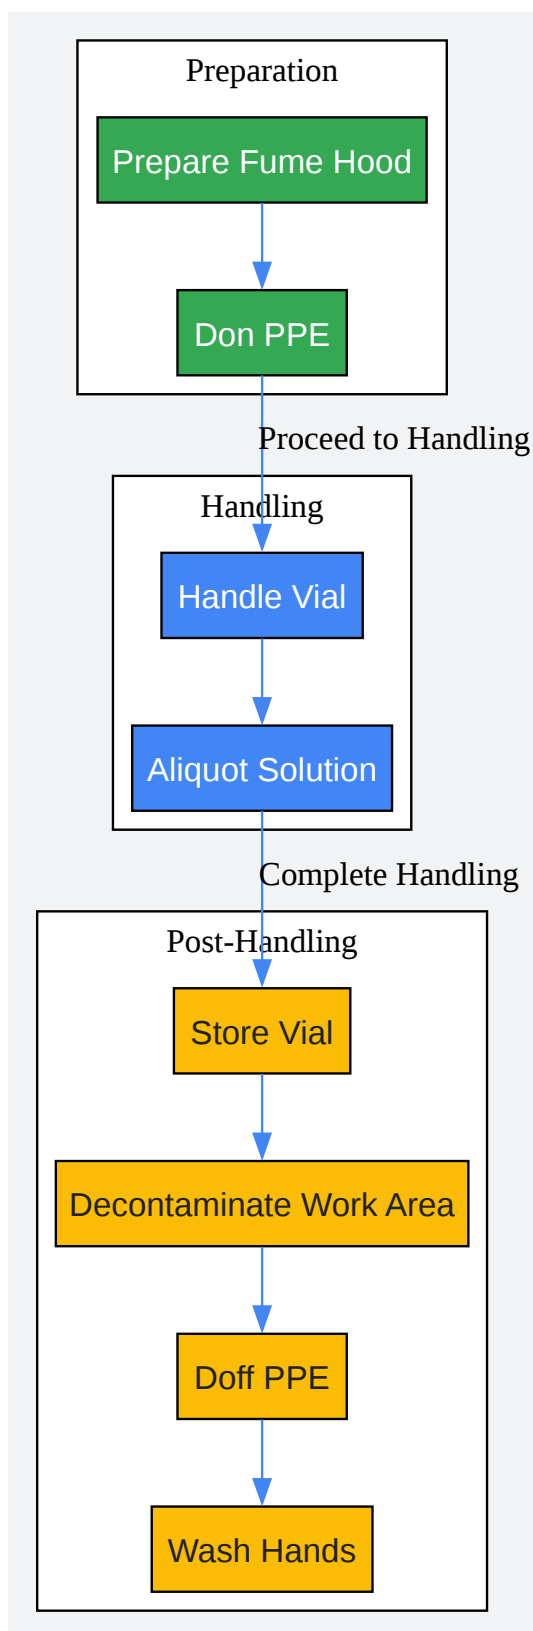 Preparation
Prepare Fume Hood
Don PPE
Proceed to Handling
Handling
Handle Vial
Aliquot Solution
Complete Handling
Post-Handling
Store Vial
Decontaminate Work Area
Doff PPE
Wash Hands